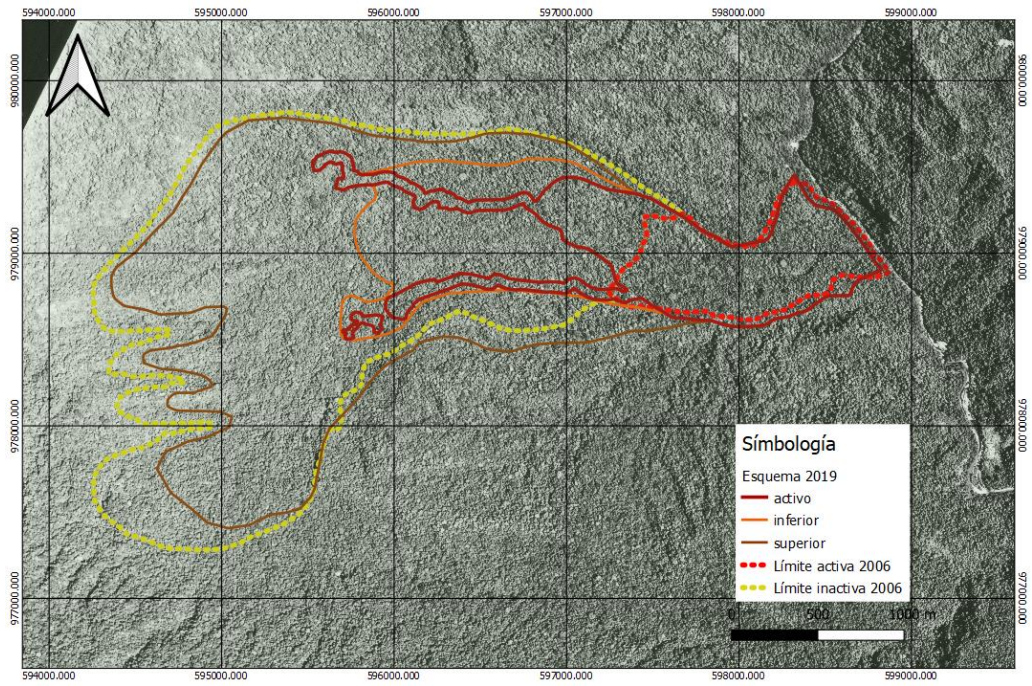 594000.000 595000.000 596000.000 597000.000 598000.000 599000.000
980000.000 980000.000
979000.000 979000.000
978000.000 978000.000
Símbología
Esquema 2019
activo
inferior
superior
Límite activa 2006
Límite inactiva 2006
977000.000 977000.000
0 500 1000 m
594000.000 595000.000 596000.000 597000.000 598000.000 599000.000